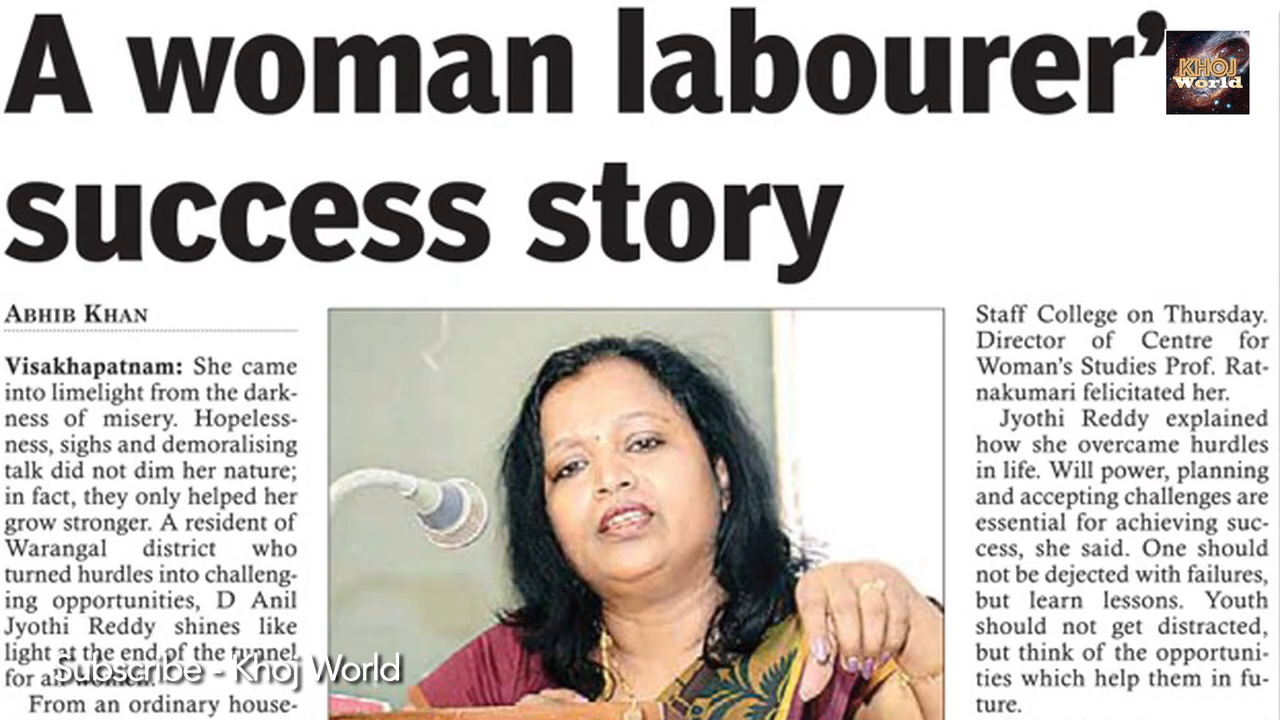 A woman labourer'
success story
KHOJ
World
ABHIB KHAN
Visakhapatnam: She came
into limelight from the dark-
ness of misery. Hopeless-
ness, sighs and demoralising
talk did not dim her nature;
in fact, they only helped her
grow stronger. A resident of
Warangal district who
turned hurdles into challeng-
ing opportunities, D Anil
Jyothi Reddy shines like
light at the end of the tunnel
for all women.
From an ordinary house-
Staff College on Thursday.
Director of Centre for
Woman's Studies Prof. Rat-
nakumari felicitated her.
Jyothi Reddy explained
how she overcame hurdles
in life. Will power, planning
and accepting challenges are
essential for achieving suc-
cess, she said. One should
not be dejected with failures,
but learn lessons. Youth
should not get distracted,
but think of the opportuni-
ties which help them in fu-
ture.
Subscribe - Khoj World